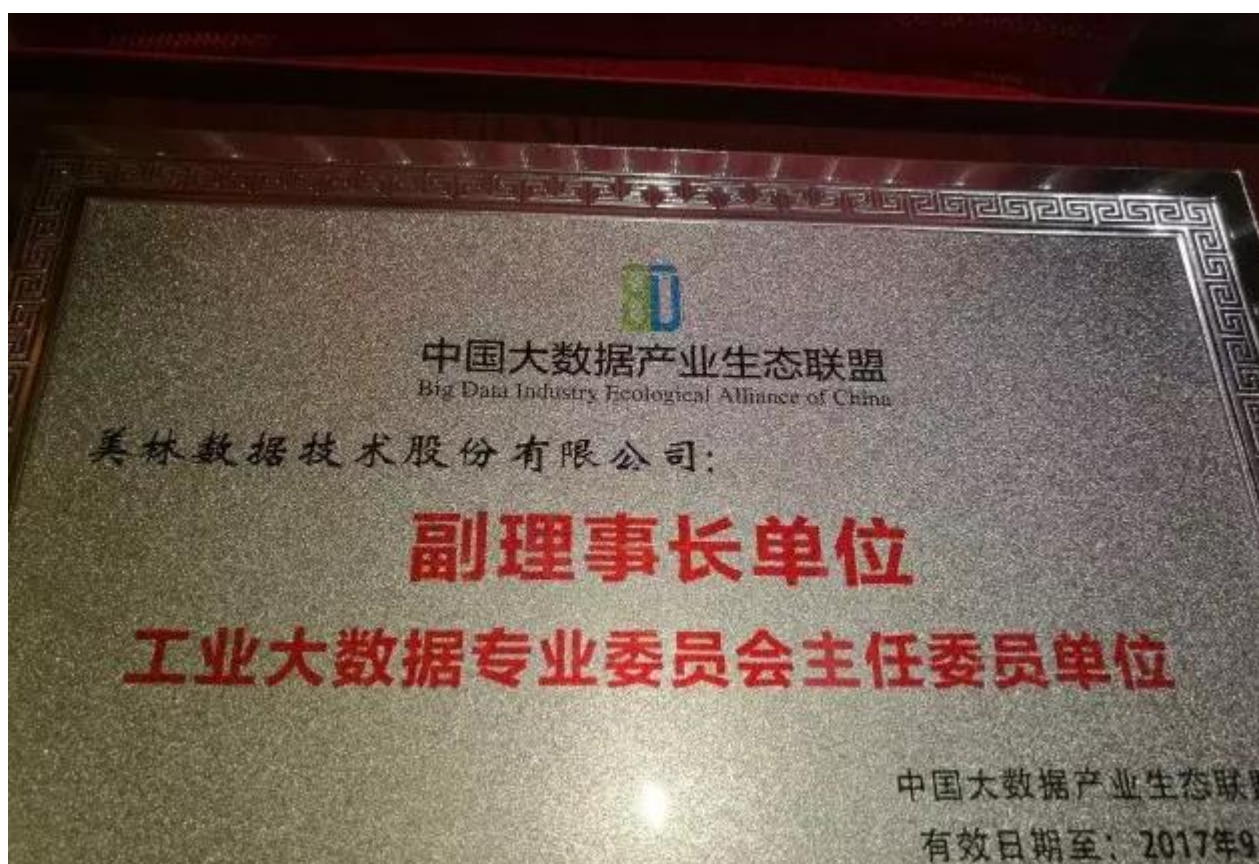 中国大数据产业生态联盟
Big Data Industry Ecological Alliance of China
美林数据技术股份有限公司:
副理事长单位
工业大数据专业委员会主任委员单位
中国大数据产业生态联
有效日期至: 2017年9